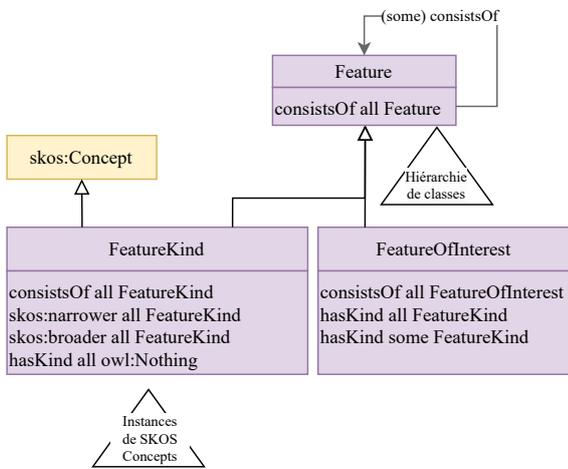 (some) consistsOf
Feature
consistsOf all Feature
skos:Concept
Hiérarchie
de classes
FeatureKind
consistsOf all FeatureKind
skos:narrower all FeatureKind
skos:broader all FeatureKind
hasKind all owl:Nothing
FeatureOfInterest
consistsOf all FeatureOfInterest
hasKind all FeatureKind
hasKind some FeatureKind
Instances
de SKOS
Concepts